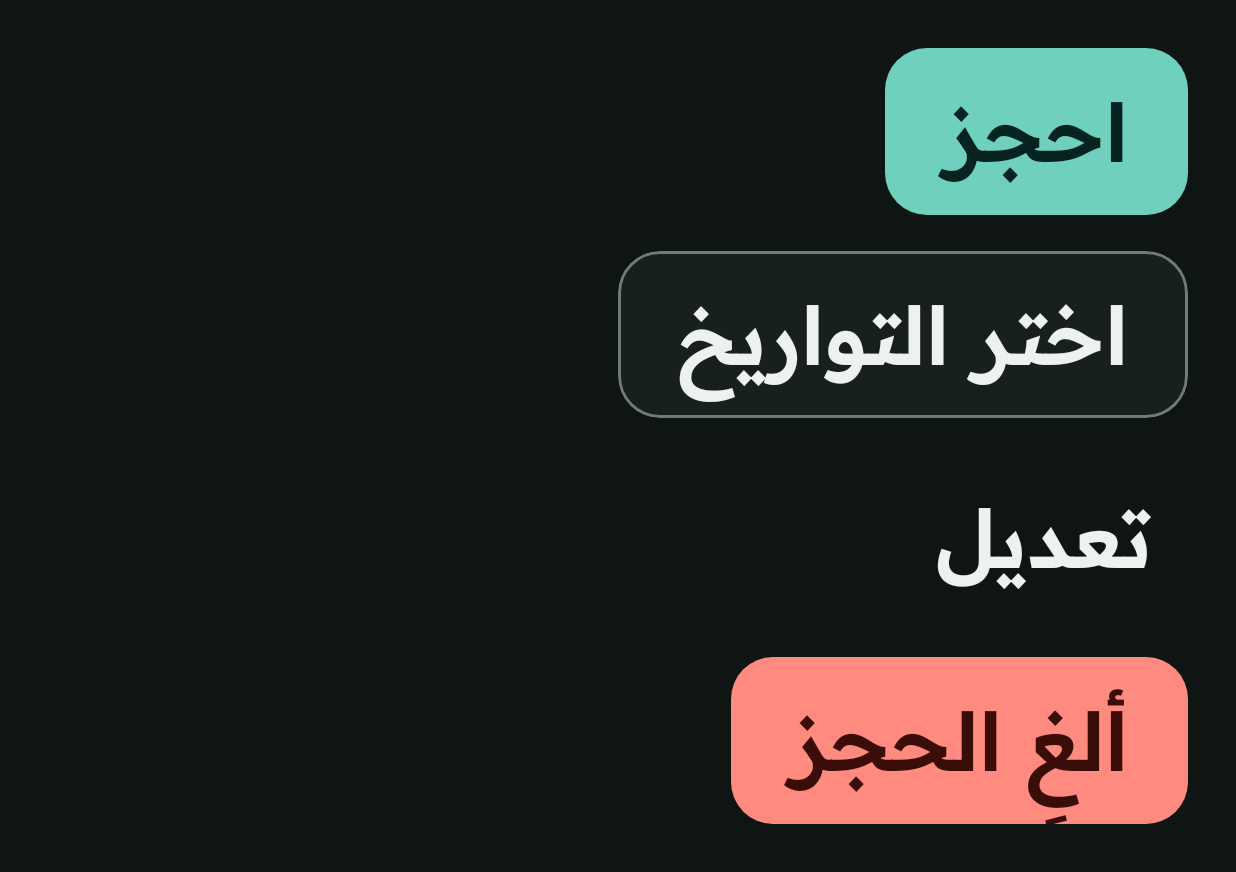 احجز
اختر التواريخ
تعديل
ألغِ الحجز